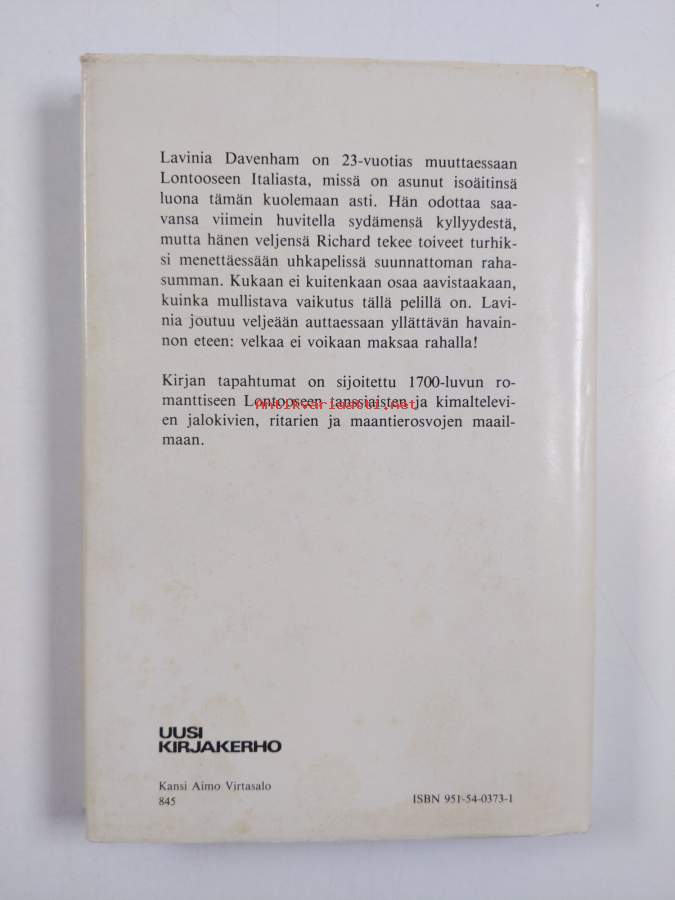 Lavinia Davenham on 23-vuotias muuttaessaan
Lontooseen Italiasta, missä on asunut isoäitinsä
luona tämän kuolemaan asti. Hän odottaa saa-
vansa viimein huvitella sydämensä kyllyydestä,
mutta hänen veljensä Richard tekee toiveet turhik-
si menettäessään uhkapelissä suunnattoman raha-
summan. Kukaan ei kuitenkaan osaa aavistaakaan,
kuinka mullistava vaikutus tällä pelillä on. Lavi-
nia joutuu veljeään auttaessaan yllättävän havain-
non eteen: velkaa ei voikaan maksaa rahalla!
Kirjan tapahtumat on sijoitettu 1700-luvun ro-
manttiseen Lontooseen tanssiaisten ja kimaltelevi-
antikvariaatti.net
en jalokivien, ritarien ja maantierosvojen maail-
maan.
UUSI
KIRJAKERHO
Kansi Aimo Virtasalo
845
ISBN 951-54-0373-1